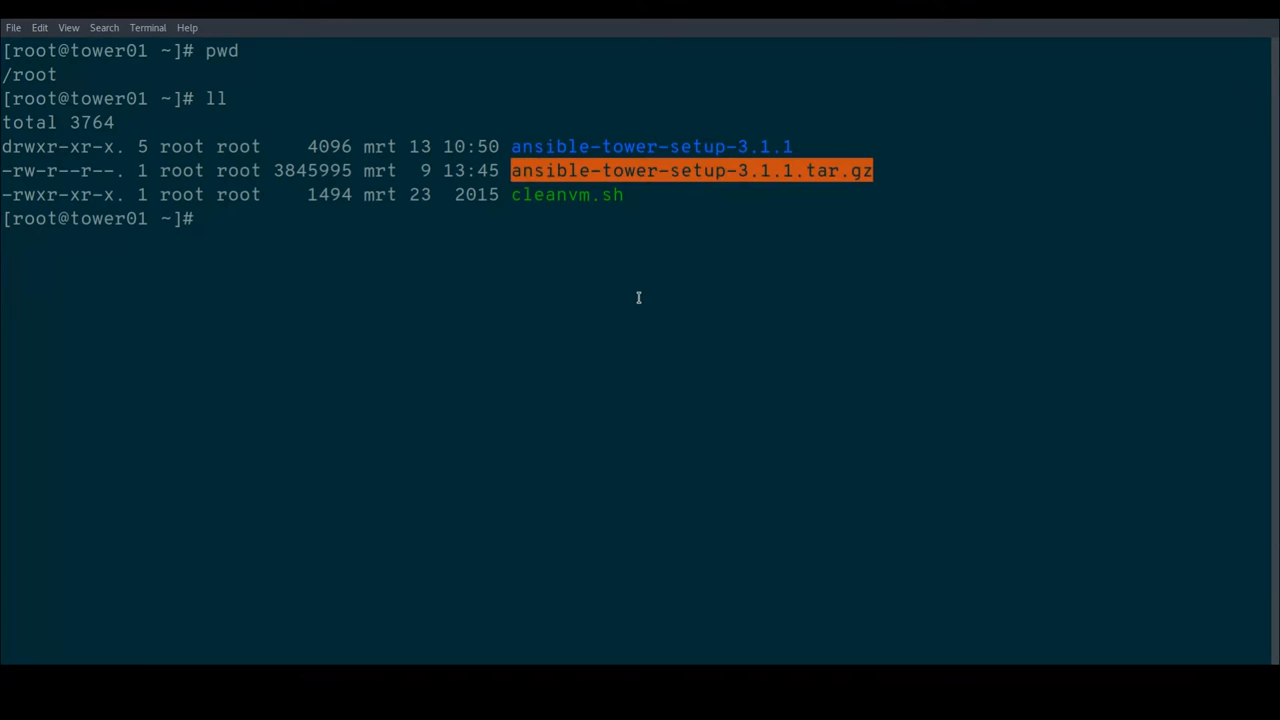 File Edit View Search Terminal Help
[root@tower01 ~]# pwd
/root
[root@tower01 ~]# ll
total 3764
drwxr-xr-x. 5 root root    4096 mrt 13 10:50 ansible-tower-setup-3.1.1
-rw-r--r--. 1 root root 3845995 mrt  9 13:45 ansible-tower-setup-3.1.1.tar.gz
-rwxr-xr-x. 1 root root    1494 mrt 23  2015 cleanvm.sh
[root@tower01 ~]#